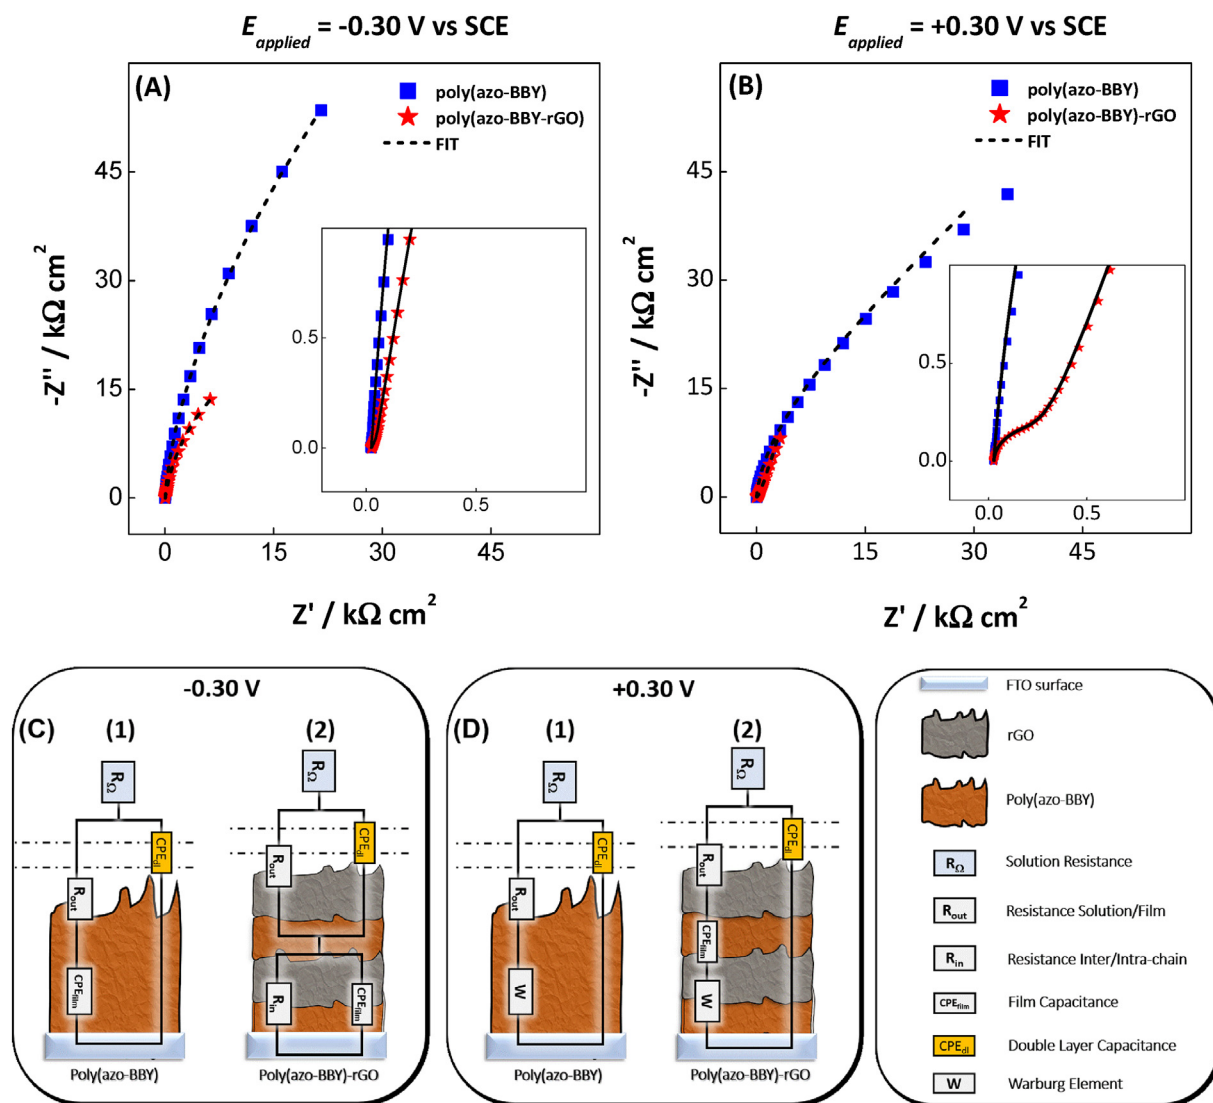 E applied = -0.30 V vs SCE
E applied = +0.30 V vs SCE
(A)
poly(azo-BBY)
poly(azo-BBY-rGO)
FIT
45
30
15
0
0.5
0.0
0.0
0.5
0
15
30
45
-Z'' / kΩ cm²
Z' / kΩ cm²
(B)
poly(azo-BBY)
poly(azo-BBY)-rGO
FIT
45
30
15
0
0.5
0.0
0.0
0.5
0
15
30
45
-Z'' / kΩ cm²
Z' / kΩ cm²
-0.30 V
(C)
(1)
(2)
RΩ
CPEdl
Rout
CPEfilm
Poly(azo-BBY)
RΩ
CPEdl
Rout
Rin
CPEfilm
Poly(azo-BBY)-rGO
+0.30 V
(D)
(1)
(2)
RΩ
CPEdl
Rout
W
Poly(azo-BBY)
RΩ
CPEdl
Rout
CPEfilm
W
Poly(azo-BBY)-rGO
FTO surface
rGO
Poly(azo-BBY)
RΩ Solution Resistance
Rout Resistance Solution/Film
Rin Resistance Inter/Intra-chain
CPEfilm Film Capacitance
CPEdl Double Layer Capacitance
W Warburg Element